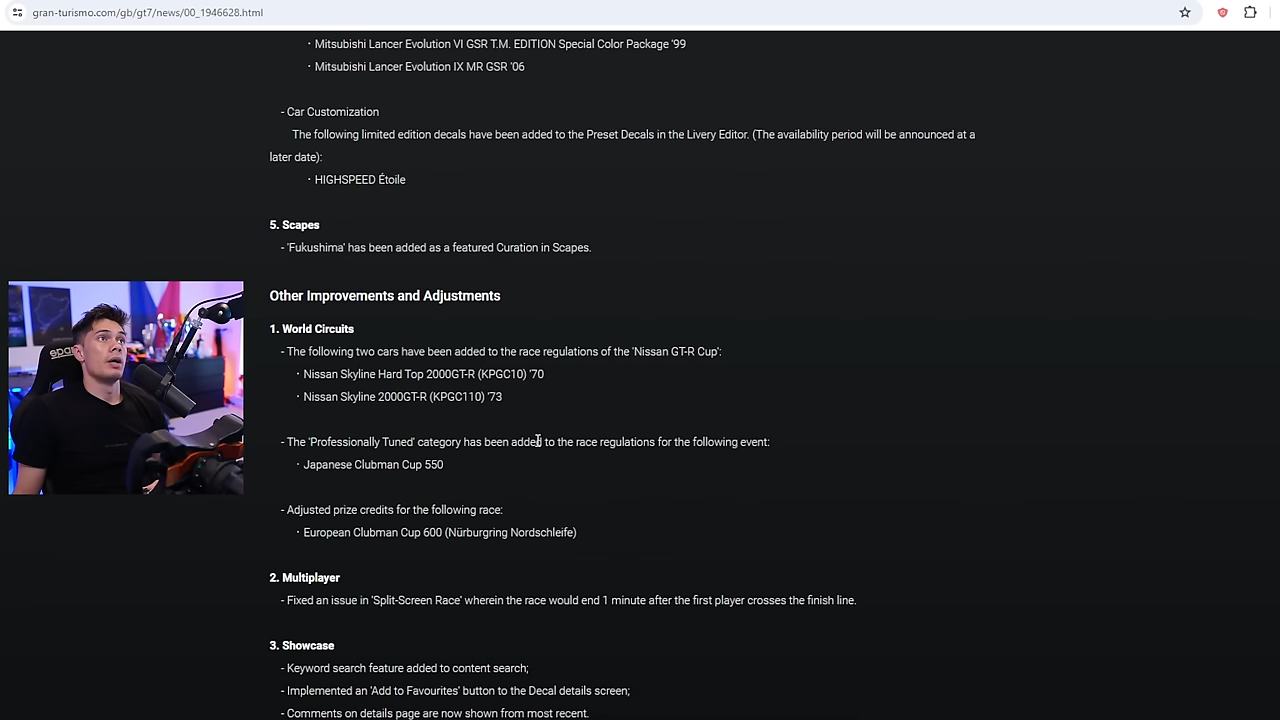 gran-turismo.com/gb/gt7/news/00_1946628.html
· Mitsubishi Lancer Evolution VI GSR T.M. EDITION Special Color Package '99
· Mitsubishi Lancer Evolution IX MR GSR '06
- Car Customization
The following limited edition decals have been added to the Preset Decals in the Livery Editor. (The availability period will be announced at a
later date):
· HIGHSPEED Étoile
5. Scapes
- 'Fukushima' has been added as a featured Curation in Scapes.
Other Improvements and Adjustments
1. World Circuits
- The following two cars have been added to the race regulations of the 'Nissan GT-R Cup':
· Nissan Skyline Hard Top 2000GT-R (KPGC10) '70
· Nissan Skyline 2000GT-R (KPGC110) '73
- The 'Professionally Tuned' category has been added to the race regulations for the following event:
· Japanese Clubman Cup 550
- Adjusted prize credits for the following race:
· European Clubman Cup 600 (Nürburgring Nordschleife)
2. Multiplayer
- Fixed an issue in 'Split-Screen Race' wherein the race would end 1 minute after the first player crosses the finish line.
3. Showcase
- Keyword search feature added to content search;
- Implemented an 'Add to Favourites' button to the Decal details screen;
- Comments on details page are now shown from most recent.